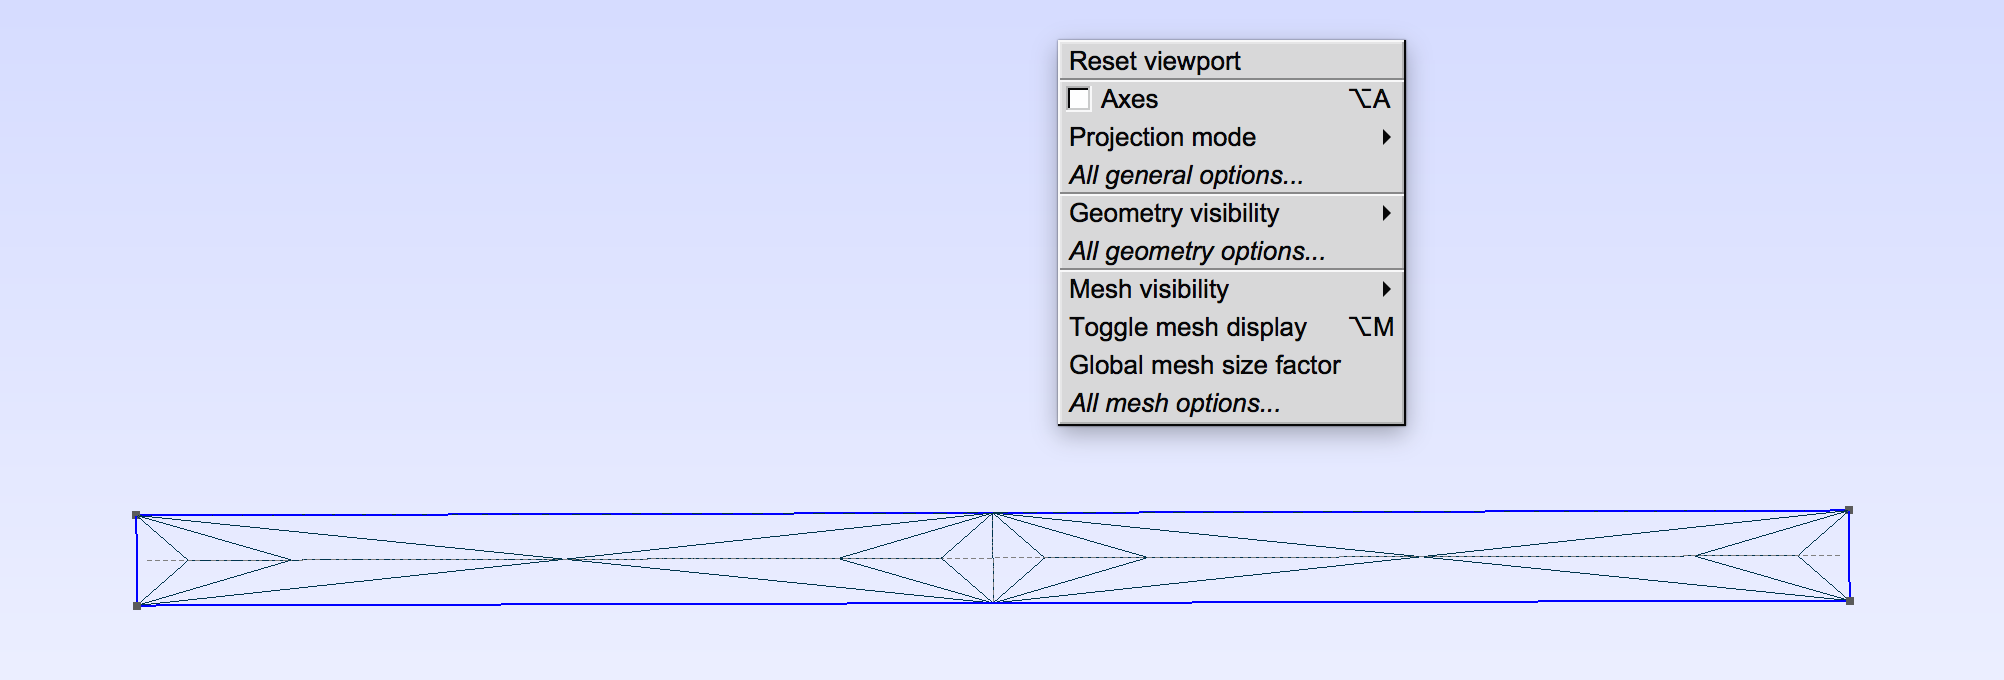 Reset viewport
Axes ⌥A
Projection mode
All general options...
Geometry visibility
All geometry options...
Mesh visibility
Toggle mesh display ⌥M
Global mesh size factor
All mesh options...